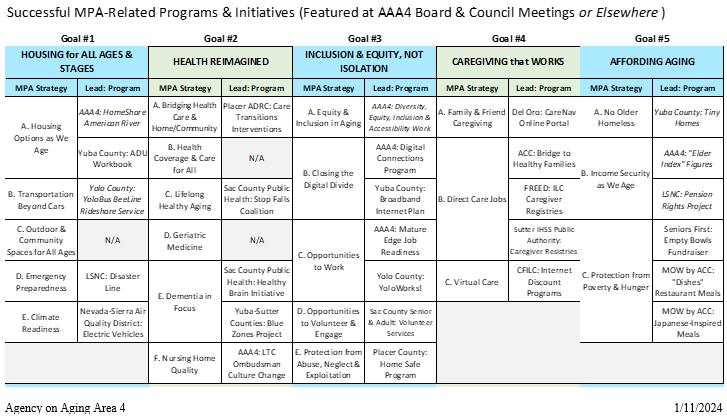 Successful MPA-Related Programs & Initiatives (Featured at AAA4 Board & Council Meetings or Elsewhere )
Goal #1
HOUSING for ALL AGES &
STAGES
MPA Strategy
Lead: Program
A. Housing
Options as We
Age
AAA4: HomeShare
American River
Yuba County: ADU
Workbook
B. Transportation
Beyond Cars
Yolo County:
YoloBus BeeLine
Rideshare Service
C. Outdoor &
Community
Spaces for All Ages
N/A
D. Emergency
Preparedness
LSNC: Disaster
Line
E. Climate
Readiness
Nevada-Sierra Air
Quality District:
Electric Vehicles
Goal #2
HEALTH REIMAGINED
MPA Strategy
Lead: Program
A. Bridging Health
Care &
Home/Community
Placer ADRC: Care
Transitions
Interventions
B. Health
Coverage & Care
for All
N/A
C. Lifelong
Healthy Aging
Sac County Public
Health: Stop Falls
Coalition
D. Geriatric
Medicine
N/A
E. Dementia in
Focus
Sac County Public
Health: Healthy
Brain Initiative
Yuba-Sutter
Counties: Blue
Zones Project
F. Nursing Home
Quality
AAA4: LTC
Ombudsman
Culture Change
Goal #3
INCLUSION & EQUITY, NOT
ISOLATION
MPA Strategy
Lead: Program
A. Equity &
Inclusion in Aging
AAA4: Diversity,
Equity, Inclusion &
Accessibility Work
B. Closing the
Digital Divide
AAA4: Digital
Connections
Program
Yuba County:
Broadband
Internet Plan
C. Opportunities
to Work
AAA4: Mature
Edge Job
Readiness
Yolo County:
YoloWorks!
D. Opportunities
to Volunteer &
Engage
Sac County Senior
& Adult: Volunteer
Services
E. Protection from
Abuse, Neglect &
Exploitation
Placer County:
Home Safe
Program
Goal #4
CAREGIVING that WORKS
MPA Strategy
Lead: Program
A. Family & Friend
Caregiving
Del Oro: CareNav
Online Portal
B. Direct Care Jobs
ACC: Bridge to
Healthy Families
FREED: ILC
Caregiver
Registries
Sutter IHSS Public
Authority:
Caregiver Registries
C. Virtual Care
CFILC: Internet
Discount
Programs
Goal #5
AFFORDING AGING
MPA Strategy
Lead: Program
A. No Older
Homeless
Yuba County: Tiny
Homes
B. Income Security
as We Age
AAA4: "Elder
Index" Figures
LSNC: Pension
Rights Project
C. Protection from
Poverty & Hunger
Seniors First:
Empty Bowls
Fundraiser
MOW by ACC:
"Dishes"
Restaurant Meals
MOW by ACC:
Japanese-Inspired
Meals
Agency on Aging Area 4
1/11/2024